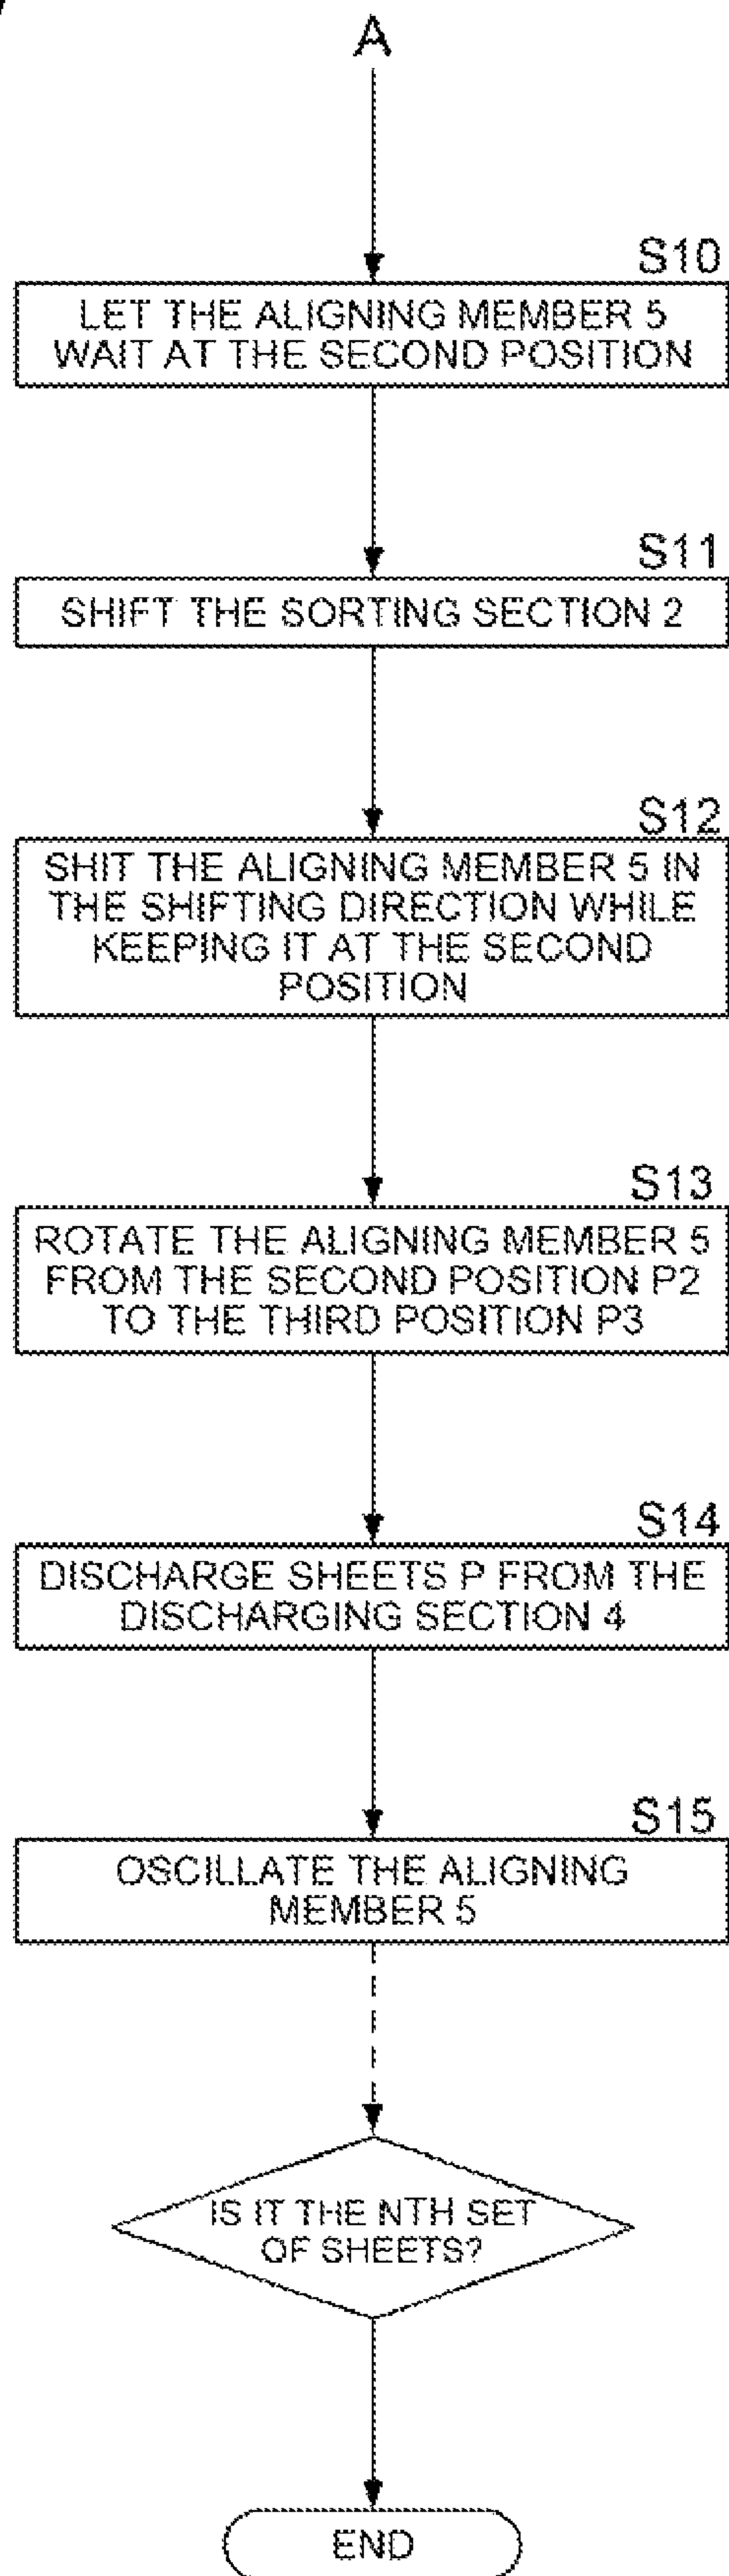 A
S10
LET THE ALIGNING MEMBER 5
WAIT AT THE SECOND POSITION
S11
SHIFT THE SORTING SECTION 2
S12
SHIT THE ALIGNING MEMBER 5 IN
THE SHIFTING DIRECTION WHILE
KEEPING IT AT THE SECOND
POSITION
S13
ROTATE THE ALIGNING MEMBER 5
FROM THE SECOND POSITION P2
TO THE THIRD POSITION P3
S14
DISCHARGE SHEETS P FROM THE
DISCHARGING SECTION 4
S15
OSCILLATE THE ALIGNING
MEMBER 5
IS IT THE NTH SET
OF SHEETS?
END